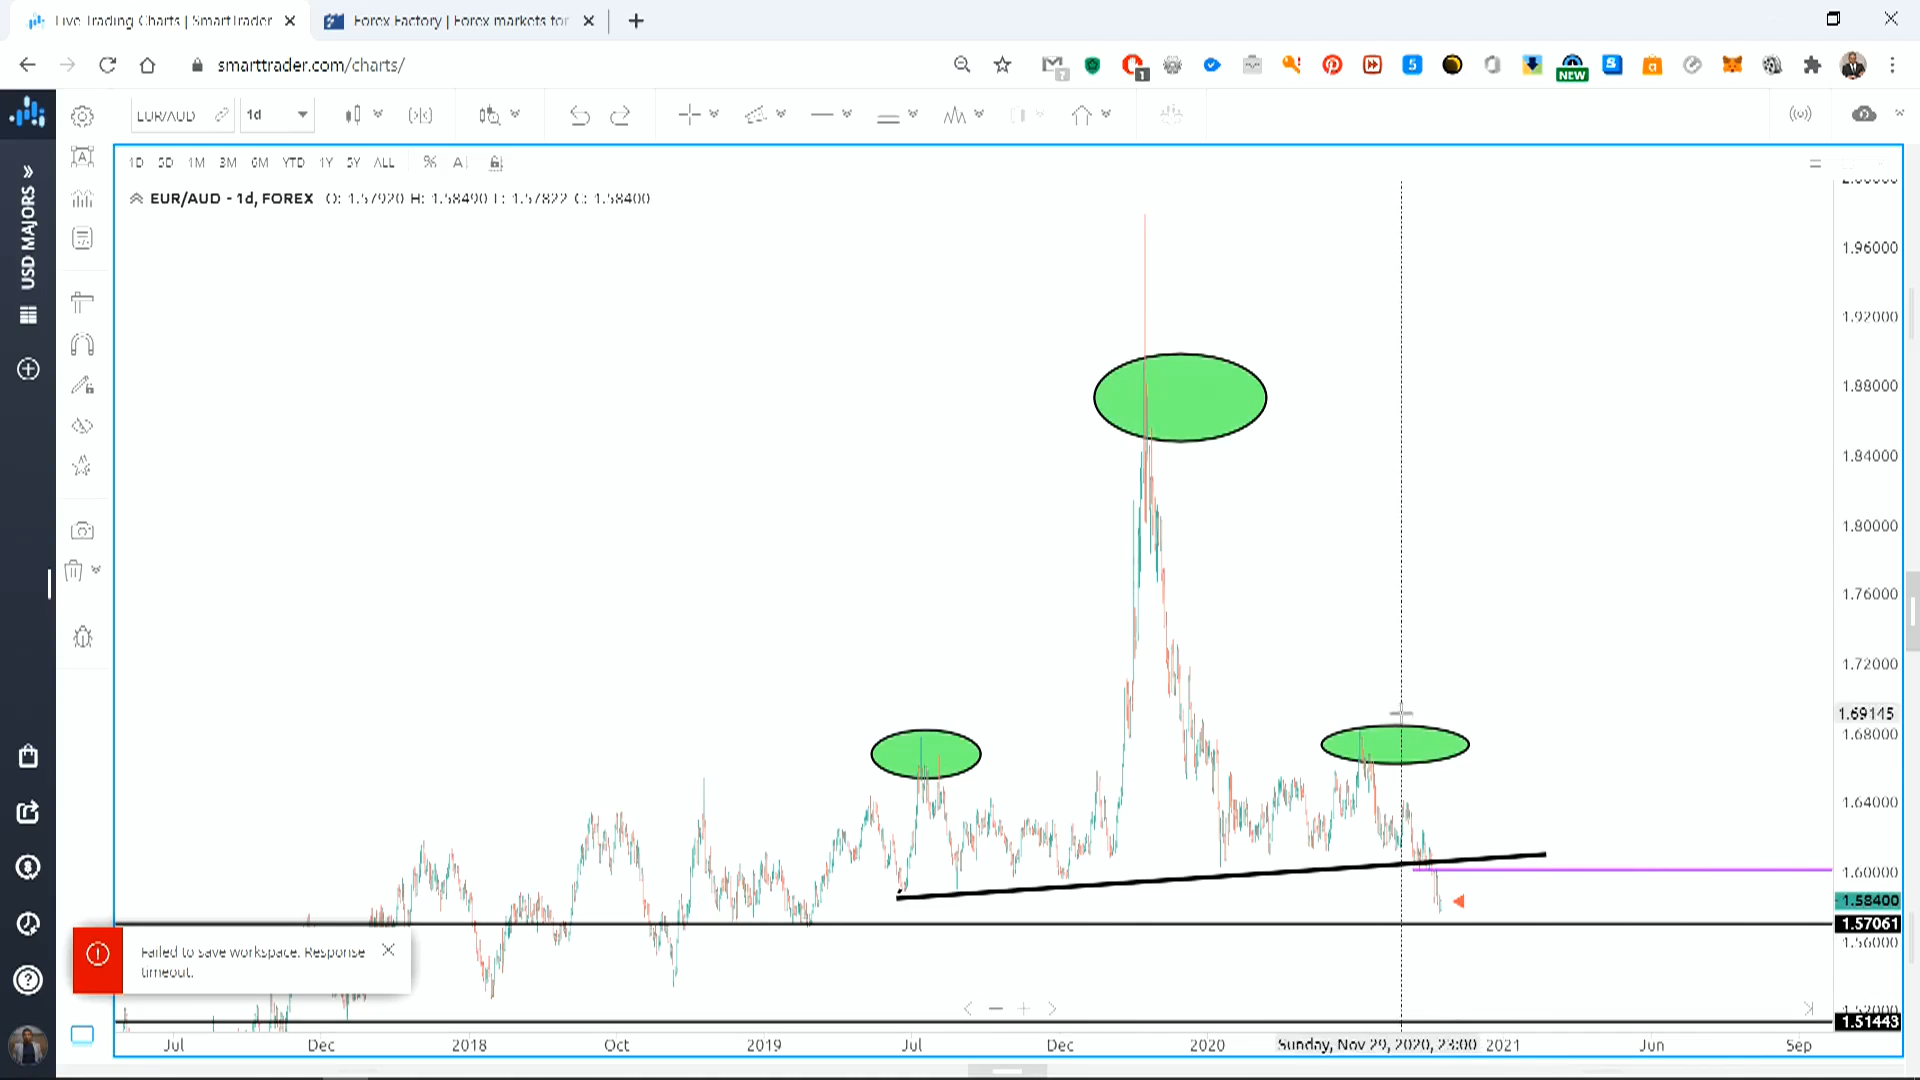 Live Trading Charts | SmartTrader
Forex Factory | Forex markets for
smarttrader.com/charts/
1
5
NEW
S
a
EUR/AUD
1d
1D 5D 1M 3M 6M YTD 1Y 5Y ALL % A
EUR/AUD - 1d, FOREX O: 1.57920 H: 1.58490 L: 1.57822 C: 1.58400
USD MAJORS
1.96000
1.92000
1.88000
1.84000
1.80000
1.76000
1.72000
1.69145
1.68000
1.64000
1.60000
1.58400
1.57061
1.56000
1.51443
Failed to save workspace. Response
timeout.
Jul Dec 2018 Oct 2019 Jul Dec 2020 Sunday, Nov 29, 2020, 23:00 2021 Jun Sep